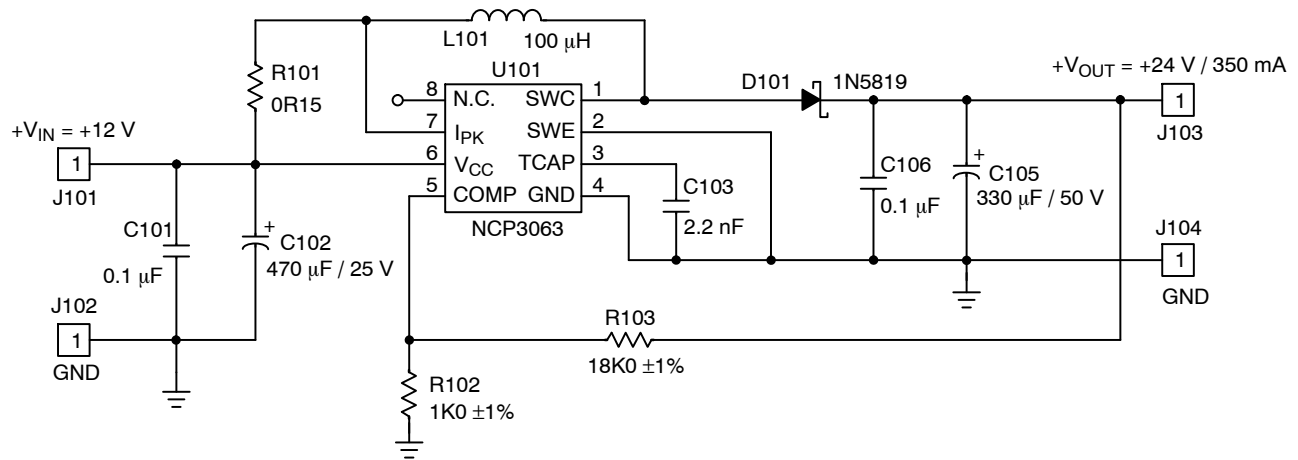 L101 100 μH
R101
0R15
U101
8 N.C. SWC 1
7 IPK SWE 2
6 VCC TCAP 3
5 COMP GND 4
NCP3063
D101 1N5819
+VOUT = +24 V / 350 mA
1
J103
+VIN = +12 V
1
J101
C101
0.1 μF
+
C102
470 μF / 25 V
J102
1
GND
C103
2.2 nF
C106
0.1 μF
+
C105
330 μF / 50 V
J104
1
GND
R103
18K0 ±1%
R102
1K0 ±1%